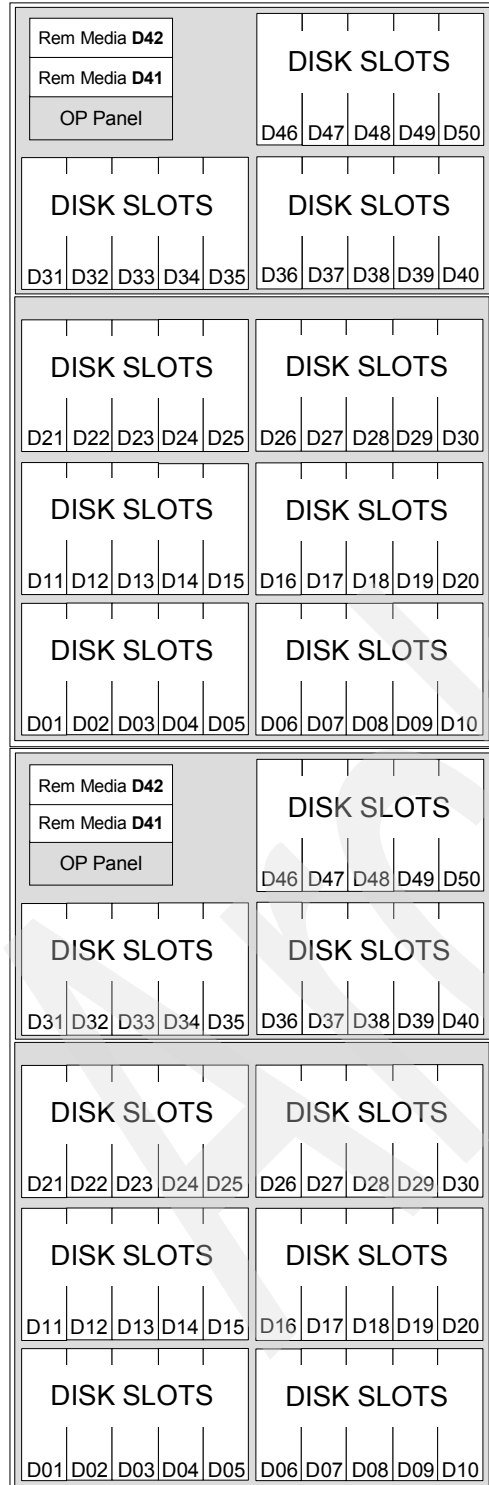 Rem Media D42
Rem Media D41
OP Panel
DISK SLOTS
D46 D47 D48 D49 D50
DISK SLOTS DISK SLOTS
D31 D32 D33 D34 D35 D36 D37 D38 D39 D40
DISK SLOTS DISK SLOTS
D21 D22 D23 D24 D25 D26 D27 D28 D29 D30
DISK SLOTS DISK SLOTS
D11 D12 D13 D14 D15 D16 D17 D18 D19 D20
DISK SLOTS DISK SLOTS
D01 D02 D03 D04 D05 D06 D07 D08 D09 D10
Rem Media D42
Rem Media D41
OP Panel
DISK SLOTS
D46 D47 D48 D49 D50
DISK SLOTS DISK SLOTS
D31 D32 D33 D34 D35 D36 D37 D38 D39 D40
DISK SLOTS DISK SLOTS
D21 D22 D23 D24 D25 D26 D27 D28 D29 D30
DISK SLOTS DISK SLOTS
D11 D12 D13 D14 D15 D16 D17 D18 D19 D20
DISK SLOTS DISK SLOTS
D01 D02 D03 D04 D05 D06 D07 D08 D09 D10